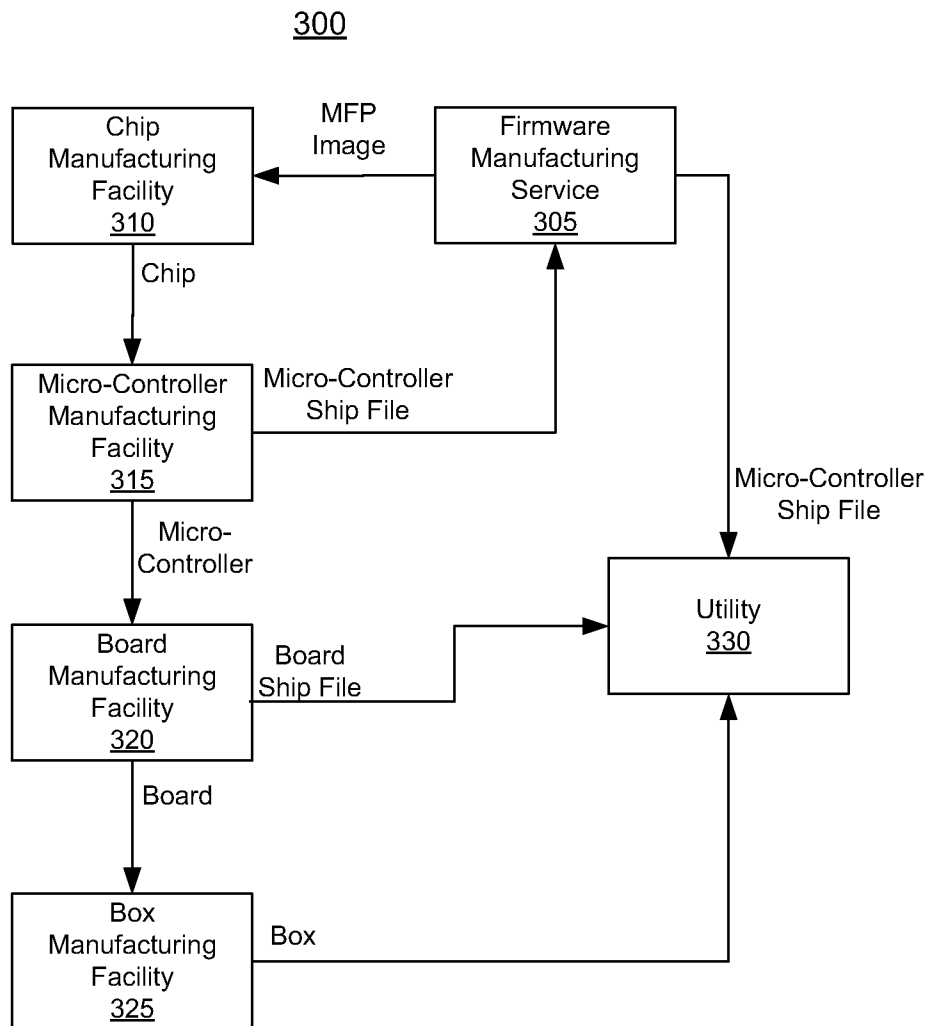 300
MFP
Image
Chip
Manufacturing
Facility
310
Firmware
Manufacturing
Service
305
Chip
Micro-Controller
Manufacturing
Facility
315
Micro-Controller
Ship File
Micro-Controller
Ship File
Micro-
Controller
Utility
330
Board
Manufacturing
Facility
320
Board
Ship File
Board
Box
Manufacturing
Facility
325
Box